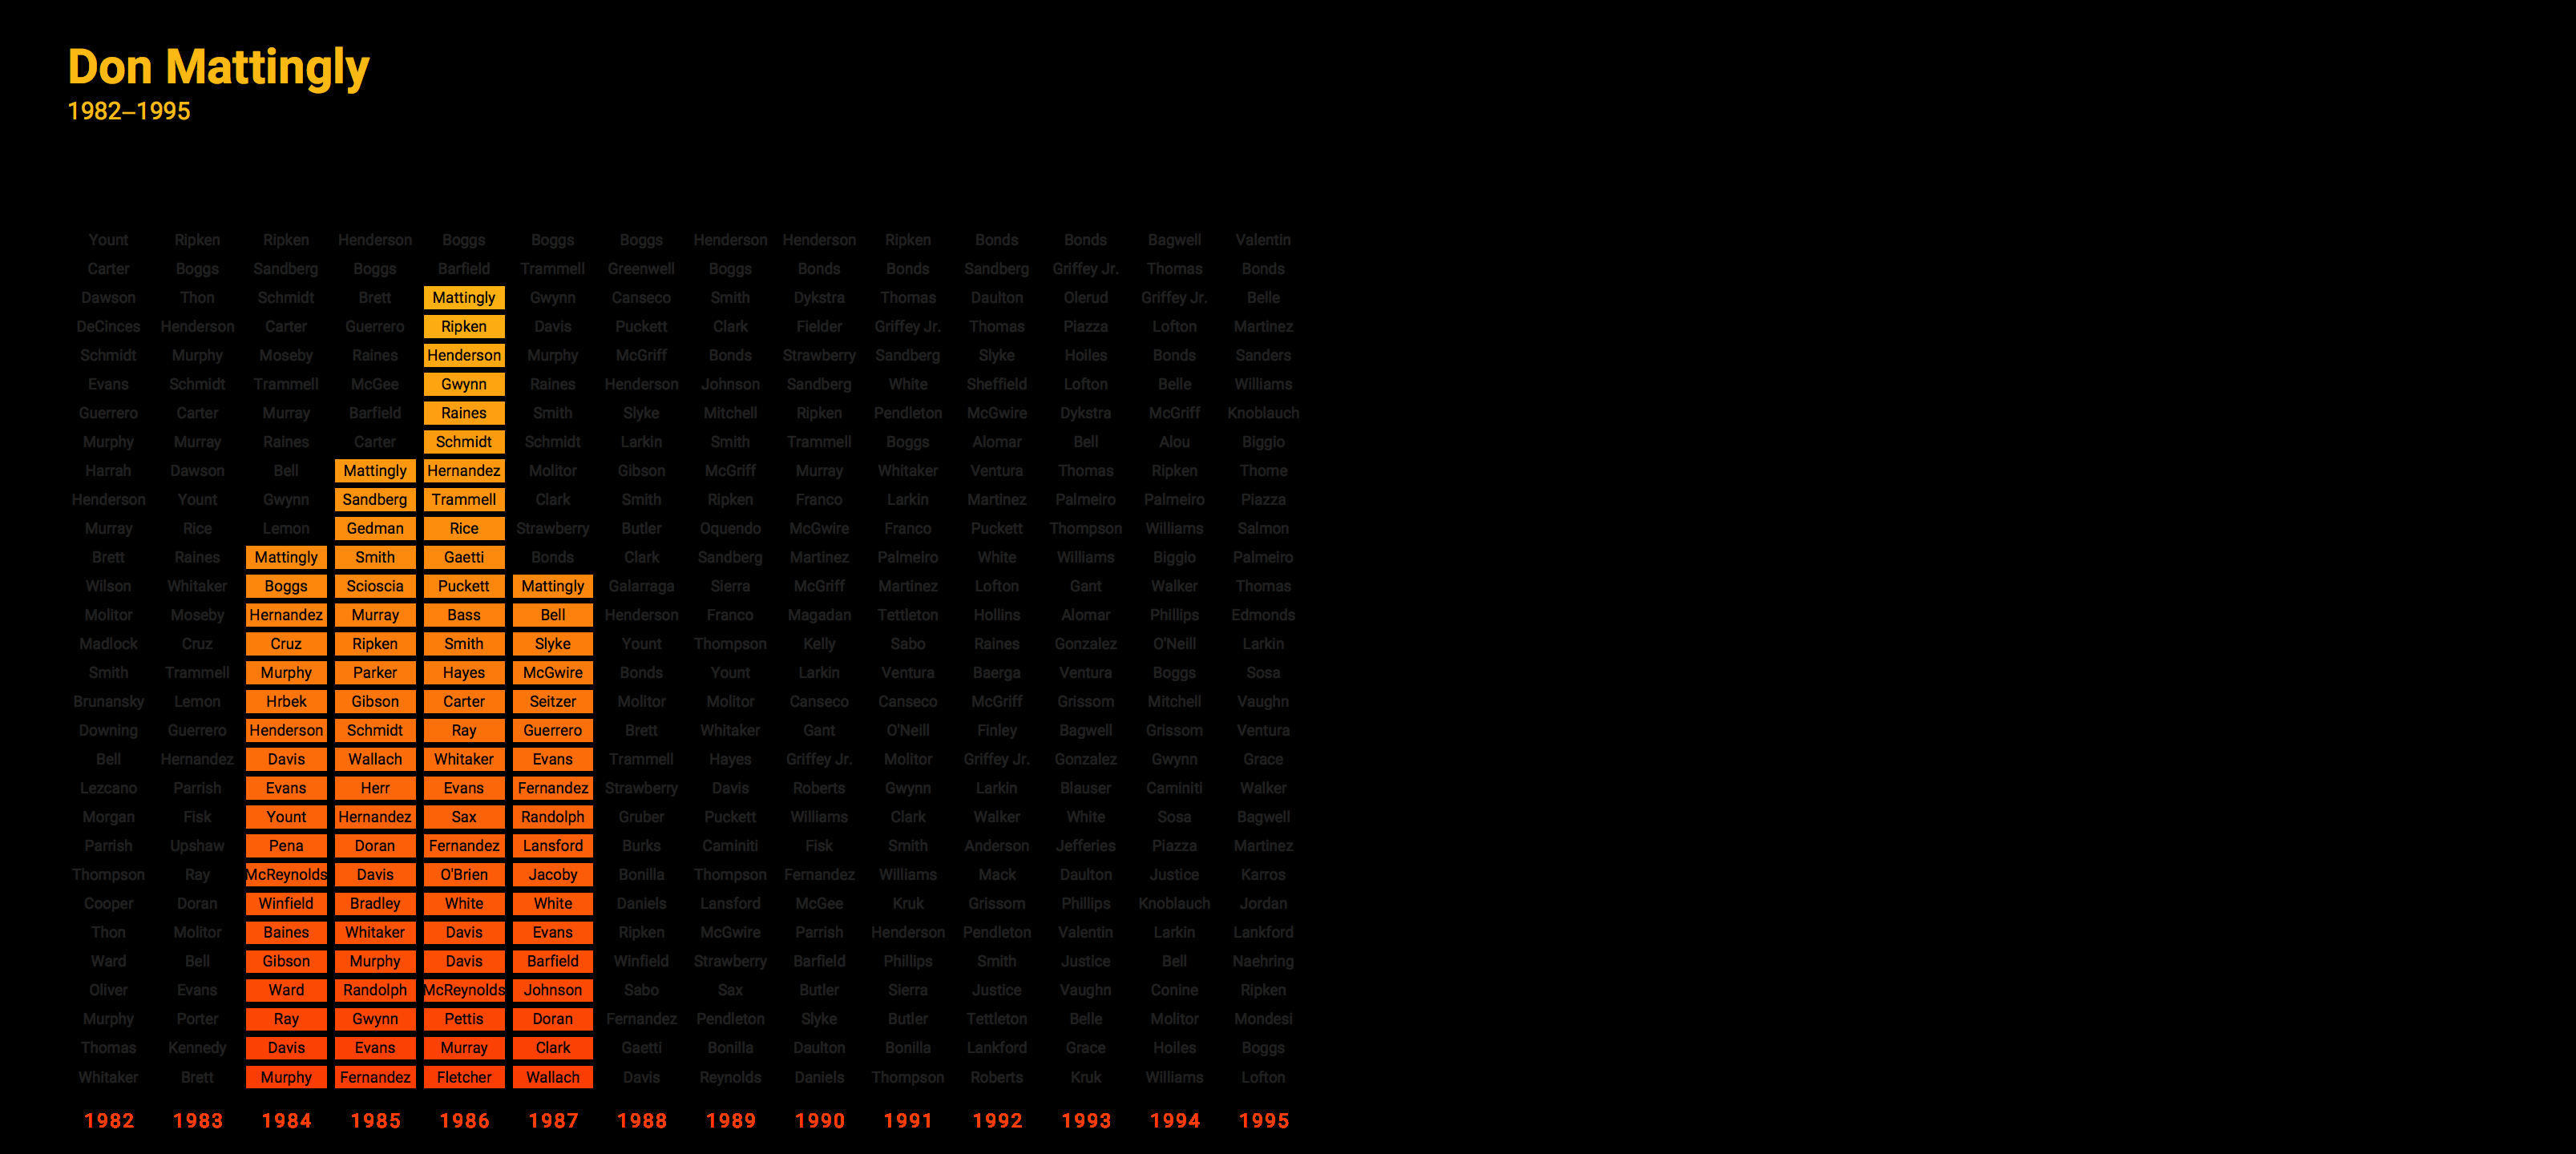 Don Mattingly
1982–1995
Yount Ripken Ripken Henderson Boggs Boggs Boggs Henderson Henderson Ripken Bonds Bonds Bagwell Valentin
Carter Boggs Sandberg Boggs Barfield Trammell Greenwell Boggs Bonds Bonds Sandberg Griffey Jr. Thomas Bonds
Dawson Thon Schmidt Brett Mattingly Gwynn Canseco Smith Dykstra Thomas Daulton Olerud Griffey Jr. Belle
DeCinces Henderson Carter Guerrero Ripken Davis Puckett Clark Fielder Griffey Jr. Thomas Piazza Lofton Martinez
Schmidt Murphy Moseby Raines Henderson Murphy McGriff Bonds Strawberry Sandberg Slyke Hoiles Bonds Sanders
Evans Schmidt Trammell McGee Gwynn Raines Henderson Johnson Sandberg White Sheffield Lofton Belle Williams
Guerrero Carter Murray Barfield Raines Smith Slyke Mitchell Ripken Pendleton McGwire Dykstra McGriff Knoblauch
Murphy Murray Raines Carter Schmidt Schmidt Larkin Smith Trammell Boggs Alomar Bell Alou Biggio
Harrah Dawson Bell Mattingly Hernandez Molitor Gibson McGriff Murray Whitaker Ventura Thomas Ripken Thome
Henderson Yount Gwynn Sandberg Trammell Clark Smith Ripken Franco Larkin Martinez Palmeiro Palmeiro Piazza
Murray Rice Lemon Gedman Rice Strawberry Butler Oquendo McGwire Franco Puckett Thompson Williams Salmon
Brett Raines Mattingly Smith Gaetti Bonds Clark Sandberg Martinez Palmeiro White Williams Biggio Palmeiro
Wilson Whitaker Boggs Scioscia Puckett Mattingly Galarraga Sierra McGriff Martinez Lofton Gant Walker Thomas
Molitor Moseby Hernandez Murray Bass Bell Henderson Franco Magadan Tettleton Hollins Alomar Phillips Edmonds
Madlock Cruz Cruz Ripken Smith Slyke Yount Thompson Kelly Sabo Raines Gonzalez O'Neill Larkin
Smith Trammell Murphy Parker Hayes McGwire Bonds Yount Larkin Ventura Baerga Ventura Boggs Sosa
Brunansky Lemon Hrbek Gibson Carter Seitzer Molitor Molitor Canseco Canseco McGriff Grissom Mitchell Vaughn
Downing Guerrero Henderson Schmidt Ray Guerrero Brett Whitaker Gant O'Neill Finley Bagwell Grissom Ventura
Bell Hernandez Davis Wallach Whitaker Evans Trammell Hayes Griffey Jr. Molitor Griffey Jr. Gonzalez Gwynn Grace
Lezcano Parrish Evans Herr Evans Fernandez Strawberry Davis Roberts Gwynn Larkin Blauser Caminiti Walker
Morgan Fisk Yount Hernandez Sax Randolph Gruber Puckett Williams Clark Walker White Sosa Bagwell
Parrish Upshaw Pena Doran Fernandez Lansford Burks Caminiti Fisk Smith Anderson Jefferies Piazza Martinez
Thompson Ray McReynolds Davis O'Brien Jacoby Bonilla Thompson Fernandez Williams Mack Daulton Justice Karros
Cooper Doran Winfield Bradley White White Daniels Lansford McGee Kruk Grissom Phillips Knoblauch Jordan
Thon Molitor Baines Whitaker Davis Evans Ripken McGwire Parrish Henderson Pendleton Valentin Larkin Lankford
Ward Bell Gibson Murphy Davis Barfield Winfield Strawberry Barfield Phillips Smith Justice Bell Naehring
Oliver Evans Ward Randolph McReynolds Johnson Sabo Sax Butler Sierra Justice Vaughn Conine Ripken
Murphy Porter Ray Gwynn Pettis Doran Fernandez Pendleton Slyke Butler Tettleton Belle Molitor Mondesi
Thomas Kennedy Davis Evans Murray Clark Gaetti Bonilla Daulton Bonilla Lankford Grace Hoiles Boggs
Whitaker Brett Murphy Fernandez Fletcher Wallach Davis Reynolds Daniels Thompson Roberts Kruk Williams Lofton
1982 1983 1984 1985 1986 1987 1988 1989 1990 1991 1992 1993 1994 1995